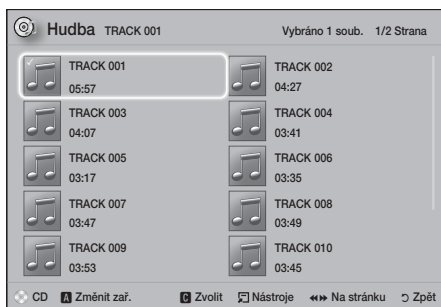 Hudba TRACK 001 Vybráno 1 soub. 1/2 Strana
TRACK 001
05:57
TRACK 002
04:27
TRACK 003
04:07
TRACK 004
03:41
TRACK 005
03:17
TRACK 006
03:35
TRACK 007
03:47
TRACK 008
03:49
TRACK 009
03:53
TRACK 010
03:45
CD A Změnit zař. C Zvolit Nástroje Na stránku Zpět